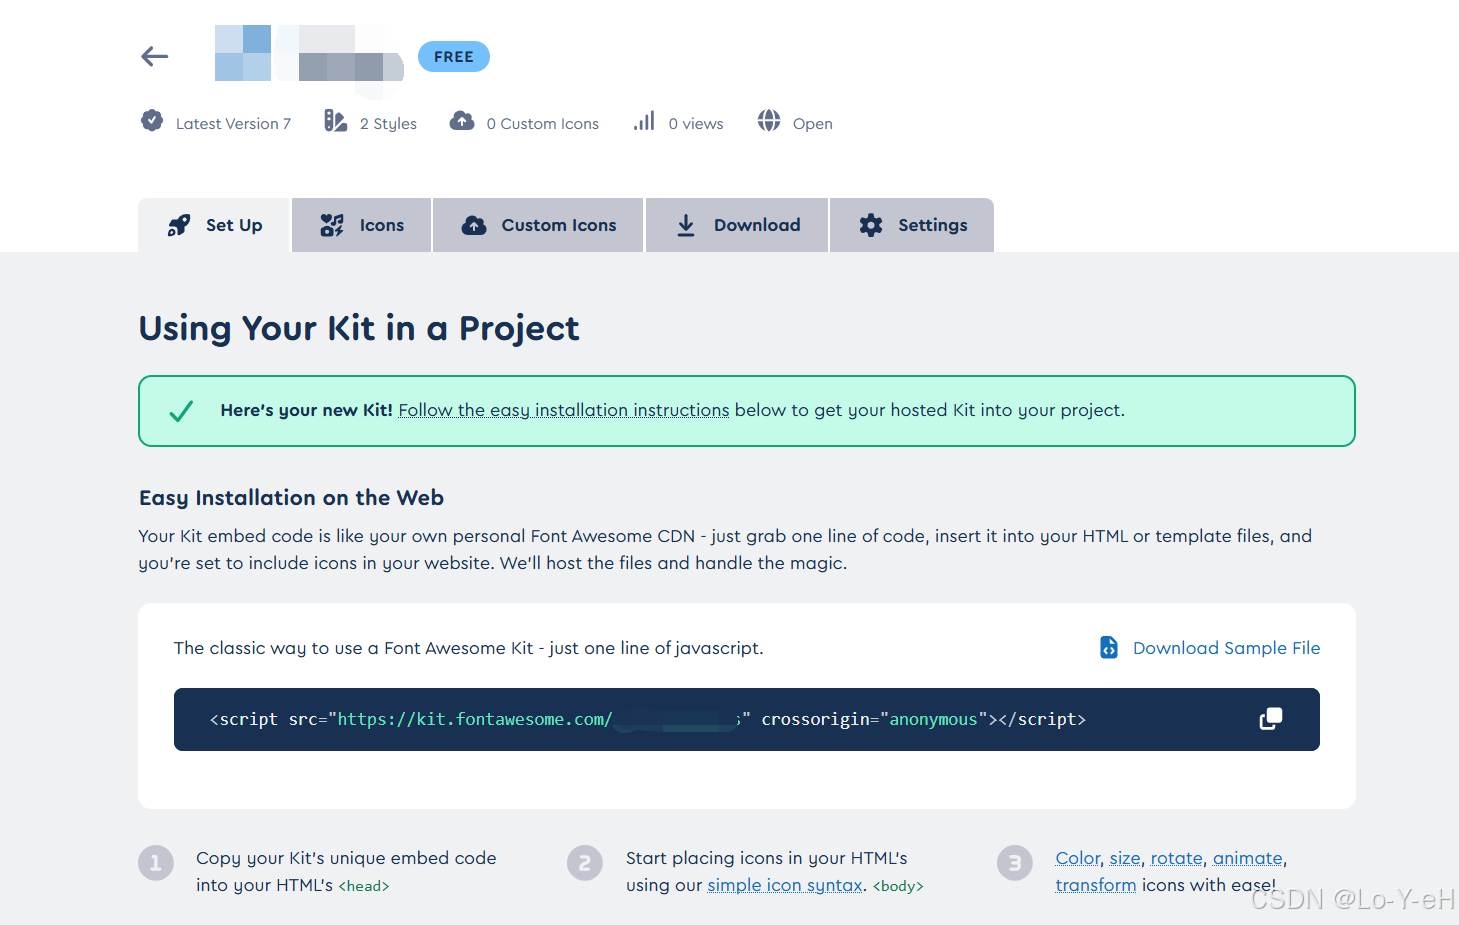 FREE
Latest Version 7 2 Styles 0 Custom Icons 0 views Open
Set Up Icons Custom Icons Download Settings
Using Your Kit in a Project
Here's your new Kit! Follow the easy installation instructions below to get your hosted Kit into your project.
Easy Installation on the Web
Your Kit embed code is like your own personal Font Awesome CDN - just grab one line of code, insert it into your HTML or template files, and
you're set to include icons in your website. We'll host the files and handle the magic.
The classic way to use a Font Awesome Kit - just one line of javascript. Download Sample File
<script src="https://kit.fontawesome.com/ s" crossorigin="anonymous"></script>
1 Copy your Kit's unique embed code
into your HTML's <head>
2 Start placing icons in your HTML's
using our simple icon syntax. <body>
3 Color, size, rotate, animate,
transform icons with ease!
CSDN @Lo-Y-eH